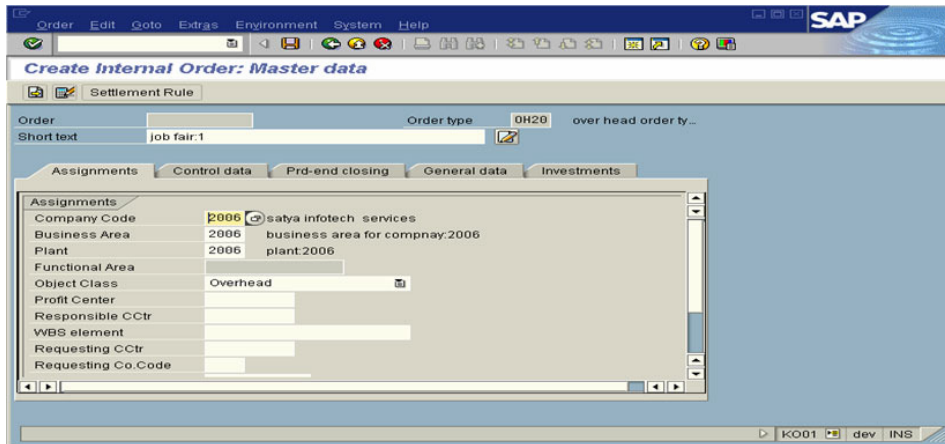 Order Edit Goto Extras Environment System Help
SAP
Create Internal Order: Master data
Settlement Rule
Order Order type OH20 over head order ty...
Short text job fair:1
Assignments Control data Prd-end closing General data Investments
Assignments
Company Code 2006 satya infotech services
Business Area 2006 business area for compnay:2006
Plant 2006 plant:2006
Functional Area
Object Class Overhead
Profit Center
Responsible CCtr
WBS element
Requesting CCtr
Requesting Co.Code
KO01 dev INS